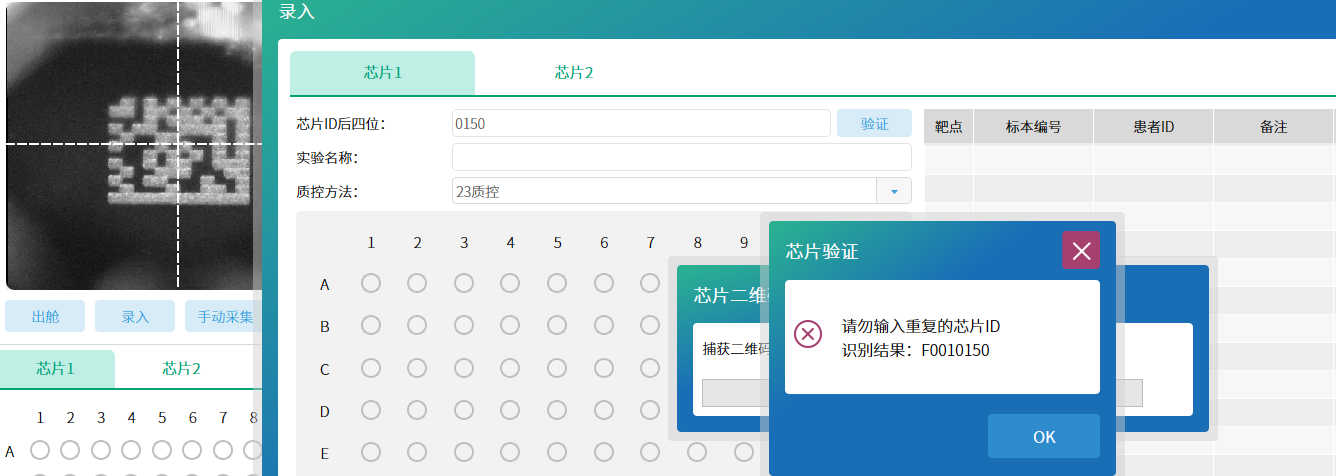 录入
芯片1 芯片2
芯片ID后四位： 0150 验证
实验名称：
质控方法： 23质控
靶点 标本编号 患者ID 备注
1 2 3 4 5 6 7 8 9
A
B
C
D
E
芯片二维
捕获二维码
芯片验证
请勿输入重复的芯片ID
识别结果：F0010150
OK
出舱 录入 手动采集
芯片1 芯片2
1 2 3 4 5 6 7 8
A